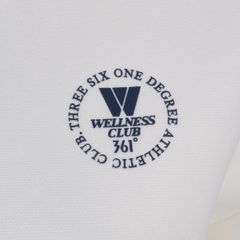 THREE SIX ONE DEGREE ATHLETIC CLUB.
W
WELLNESS
CLUB
361°